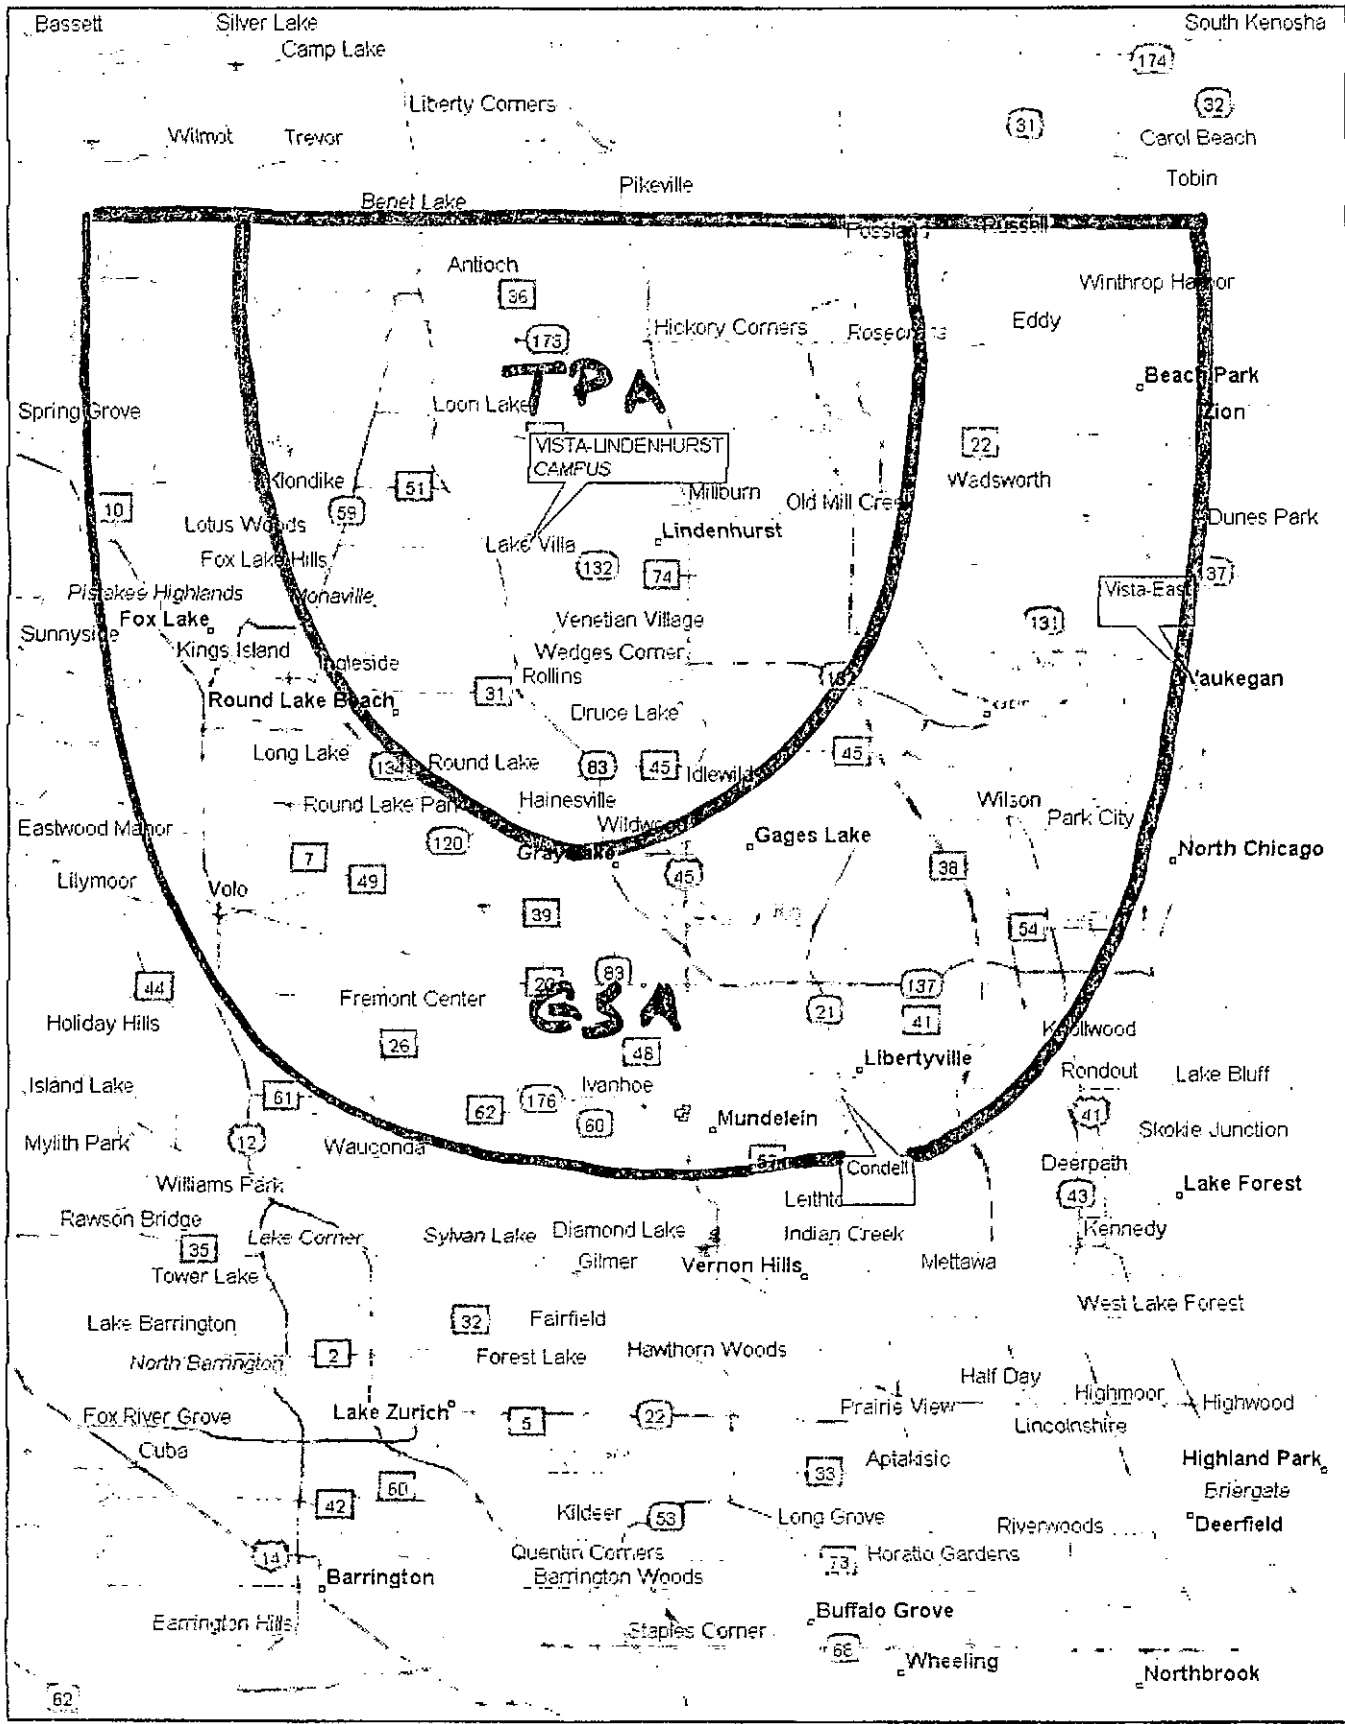 Bassett
Silver Lake
South Kenosha
Camp Lake
174
Liberty Corners
32
31
Wilmot
Trevor
Carol Beach
Tobin
Pikeville
Benet Lake
Russell
Antioch
Winthrop Harbor
36
Eddy
173
Hickory Corners
TPA
Beach Park
Loon Lake
Spring Grove
Zion
VISTA-LINDENHURST
CAMPUS
22
Klondike
51
Millburn
Old Mill Cree
Wadsworth
10
59
Lotus Woods
Dunes Park
Lindenhurst
Lake Villa
Fox Lake Hills
132
74
37
Pistakee Highlands
Monaville
Vista-East
Fox Lake
Venetian Village
131
Sunnyside
Kings Island
Wedges Corner
Ingleside
Rollins
132
Waukegan
Round Lake Beach
31
Druce Lake
Long Lake
134
Round Lake
83
45
Idlewild
45
Round Lake Park
Hainesville
Wilson
Park City
Eastwood Manor
Wildwood
120
Gages Lake
North Chicago
7
Grayslake
49
45
38
Lilymoor
Volo
39
54
44
20
83
137
Fremont Center
GSA
21
41
Holiday Hills
26
48
Knollwood
Libertyville
Rondout
Lake Bluff
Island Lake
61
Ivanhoe
62
176
60
41
Mundelein
Mylith Park
12
Wauconda
Skokie Junction
57
Condell
Deerpath
Williams Park
43
Lake Forest
Rawson Bridge
Lake Corner
Sylvan Lake
Diamond Lake
Indian Creek
Kennedy
35
Tower Lake
Gilmer
Vernon Hills
Mettawa
West Lake Forest
Lake Barrington
32
Fairfield
North Barrington
2
Forest Lake
Hawthorn Woods
Half Day
Highmoor
Highwood
Fox River Grove
Lake Zurich
5
22
Prairie View
Lincolnshire
Cuba
Aptakisic
Highland Park
33
60
Briergate
42
Kildeer
53
Long Grove
Riverwoods
Deerfield
14
Quentin Corners
73
Horatio Gardens
Barrington
Barrington Woods
Barrington Hills
Staples Corner
Buffalo Grove
68
Wheeling
Northbrook
62